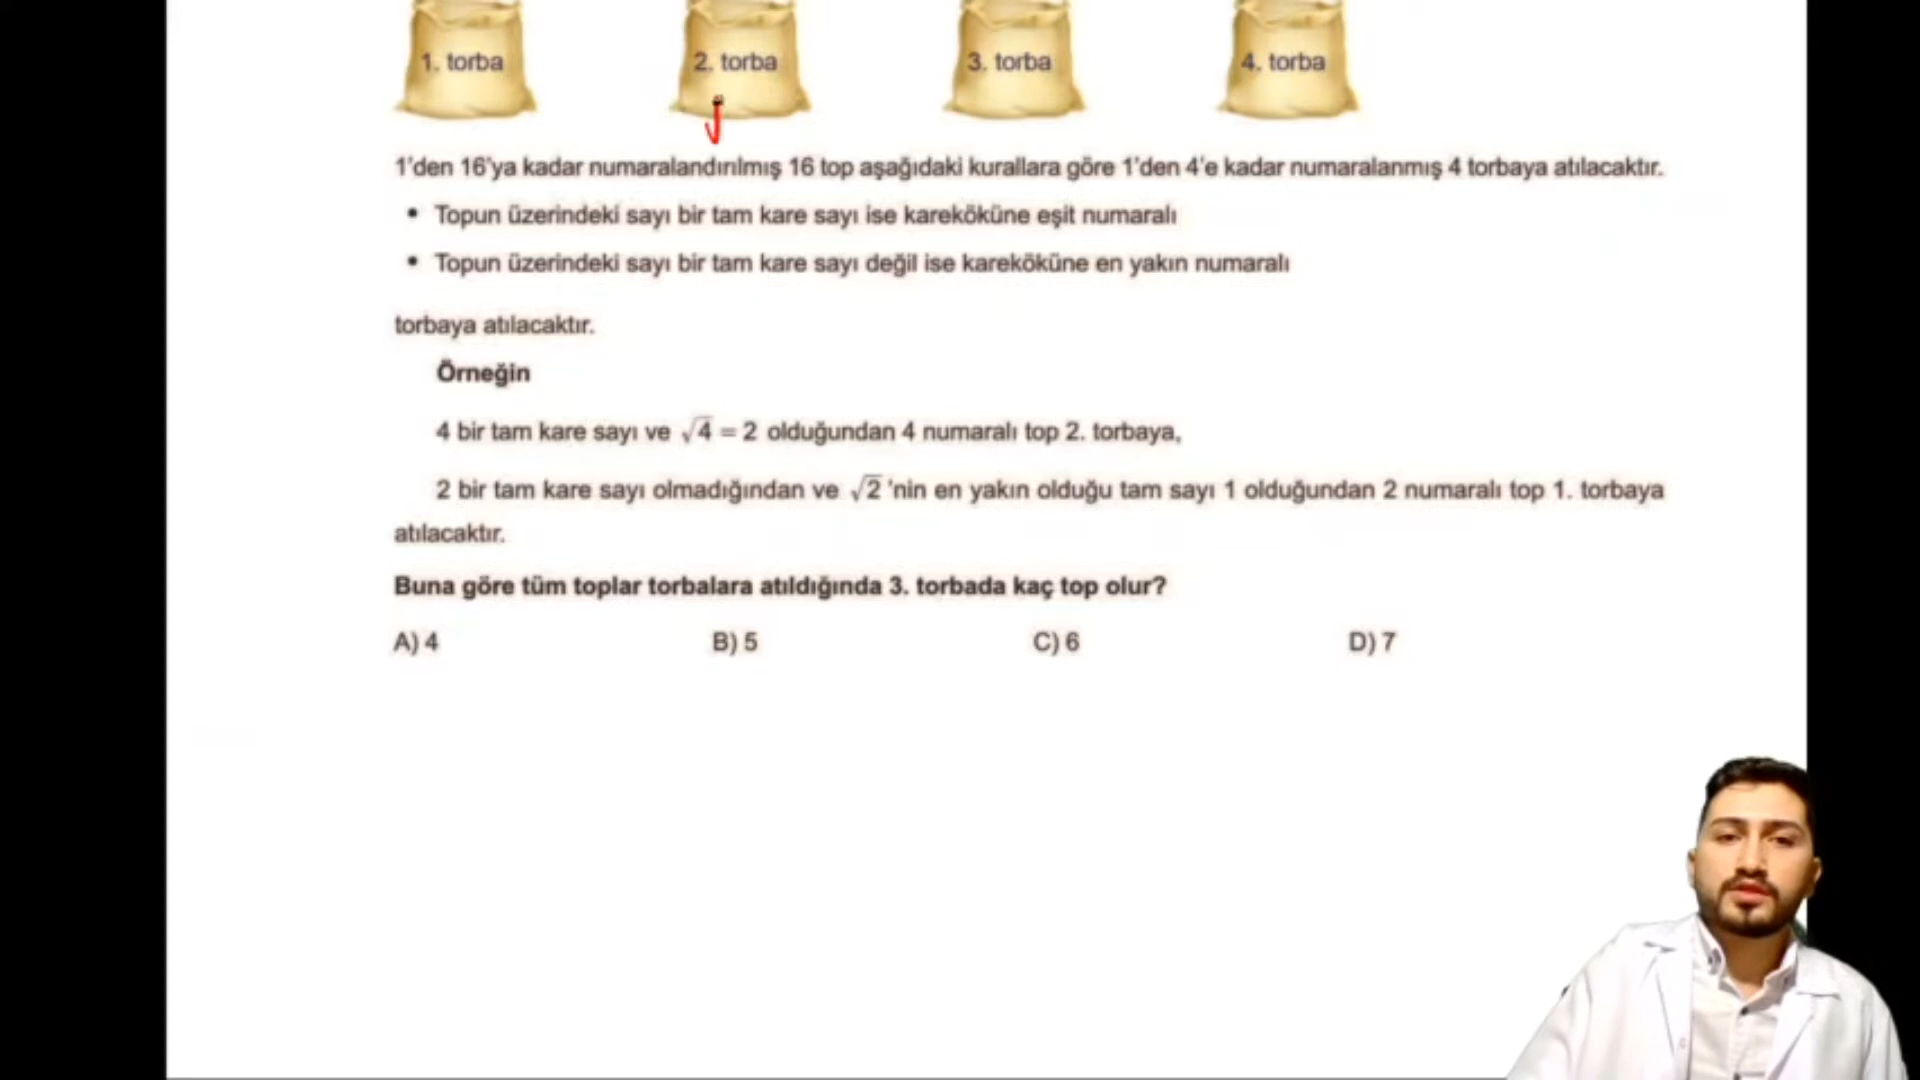 1. torba 2. torba 3. torba 4. torba
1'den 16'ya kadar numaralandırılmış 16 top aşağıdaki kurallara göre 1'den 4'e kadar numaralanmış 4 torbaya atılacaktır.
• Topun üzerindeki sayı bir tam kare sayı ise kareköküne eşit numaralı
• Topun üzerindeki sayı bir tam kare sayı değil ise kareköküne en yakın numaralı
torbaya atılacaktır.
Örneğin
4 bir tam kare sayı ve √4 = 2 olduğundan 4 numaralı top 2. torbaya,
2 bir tam kare sayı olmadığından ve √2 'nin en yakın olduğu tam sayı 1 olduğundan 2 numaralı top 1. torbaya
atılacaktır.
Buna göre tüm toplar torbalara atıldığında 3. torbada kaç top olur?
A) 4 B) 5 C) 6 D) 7